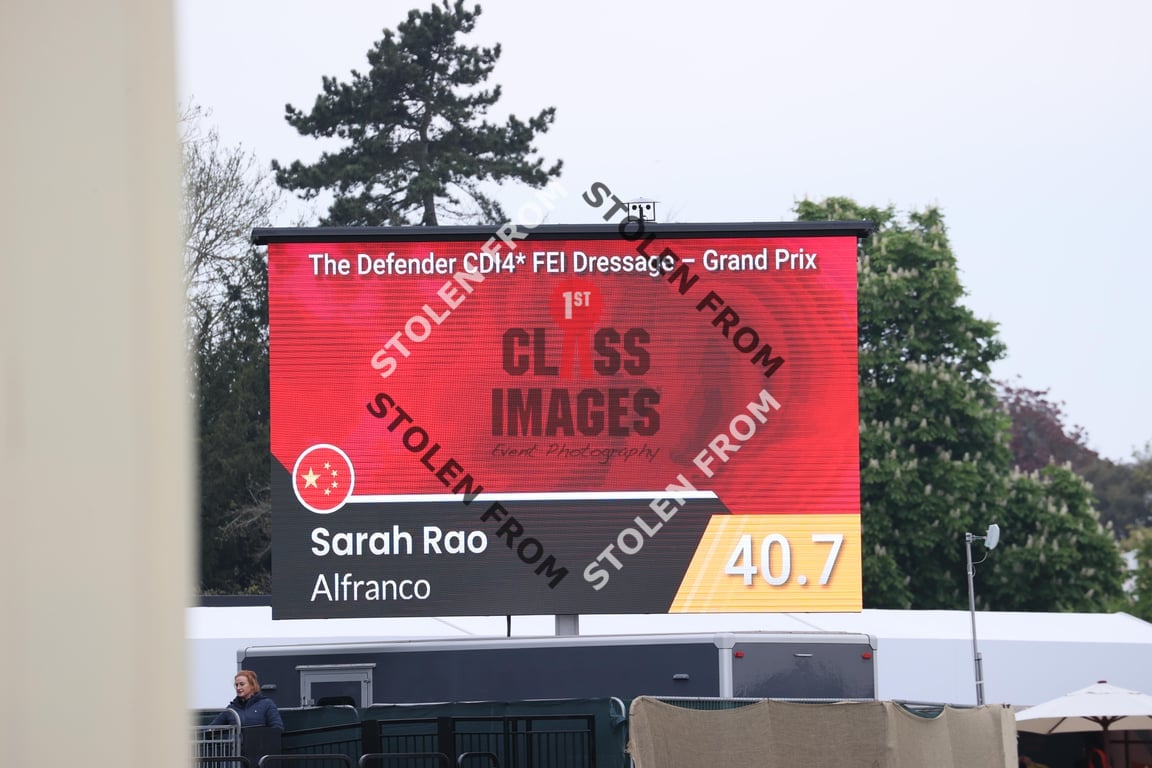 The Defender CDI4* FEI Dressage – Grand Prix
1ST
CLASS
IMAGES
Event Photography
STOLEN FROM
STOLEN FROM
STOLEN FROM
STOLEN FROM
Sarah Rao
Alfranco
40.7